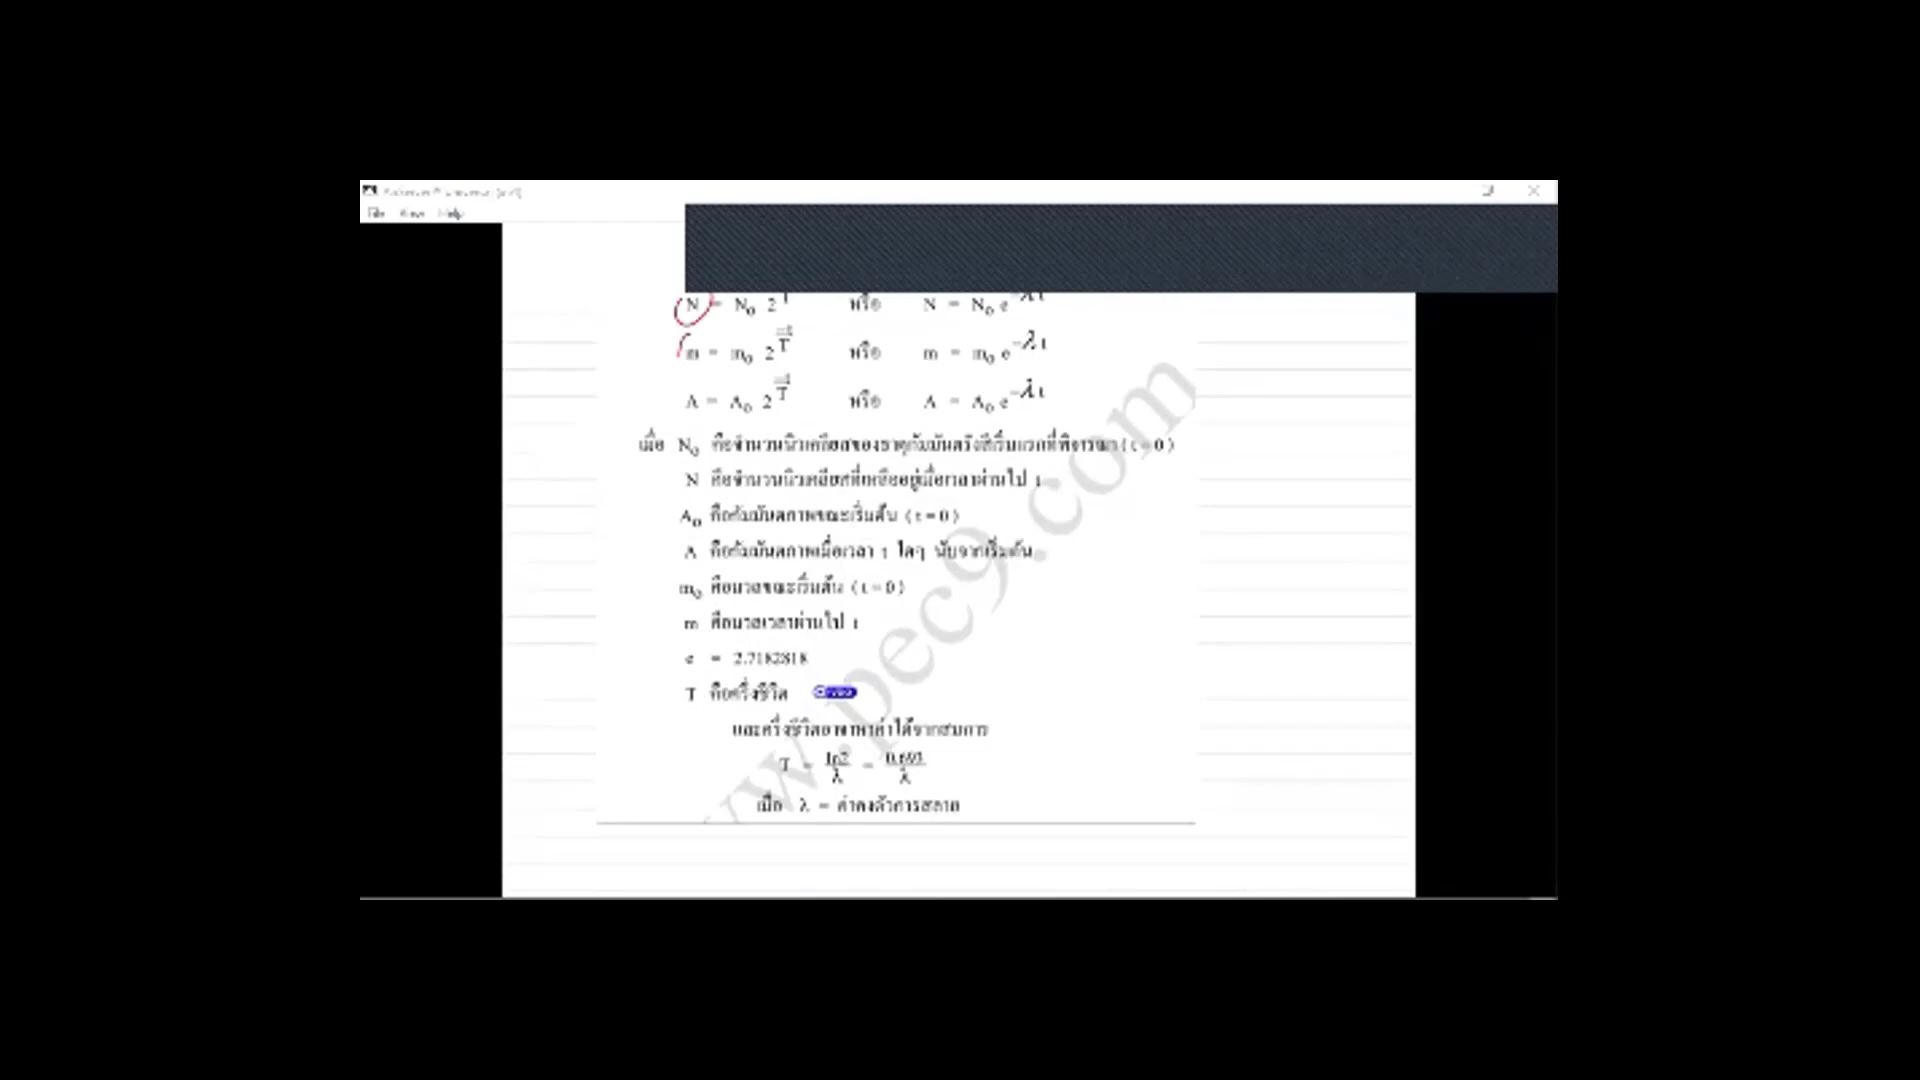 File View Help
N = N₀ 2 หรือ N = N₀ e^(-λt)
m = m₀ 2^(-t/T) หรือ m = m₀ e^(-λt)
A = A₀ 2^(-t/T) หรือ A = A₀ e^(-λt)
เมื่อ N₀ คือจำนวนนิวเคลียสของธาตุกัมมันตรังสีเริ่มแรกที่พิจารณา ( t = 0 )
N คือจำนวนนิวเคลียสที่เหลืออยู่เมื่อเวลาผ่านไป t
A₀ คือกัมมันตภาพขณะเริ่มต้น ( t = 0 )
A คือกัมมันตภาพเมื่อเวลา t ใดๆ นับจากเริ่มต้น
m₀ คือมวลขณะเริ่มต้น ( t = 0 )
m คือมวลเวลาผ่านไป t
e = 2.7182818
T คือครึ่งชีวิต
และครึ่งชีวิตอาจหาค่าได้จากสมการ
T = ln2/λ = 0.693/λ
เมื่อ λ = ค่าคงตัวการสลาย
www.pec9.com